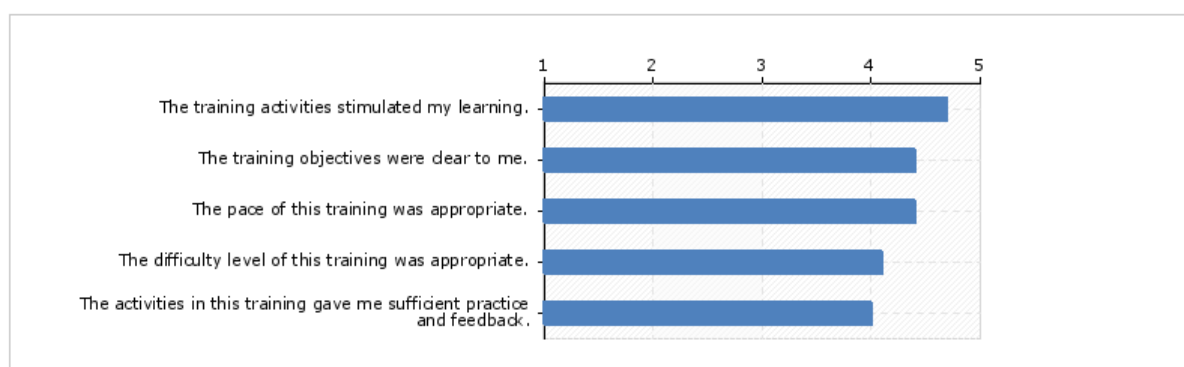 1 2 3 4 5
The training activities stimulated my learning.
The training objectives were clear to me.
The pace of this training was appropriate.
The difficulty level of this training was appropriate.
The activities in this training gave me sufficient practice
and feedback.